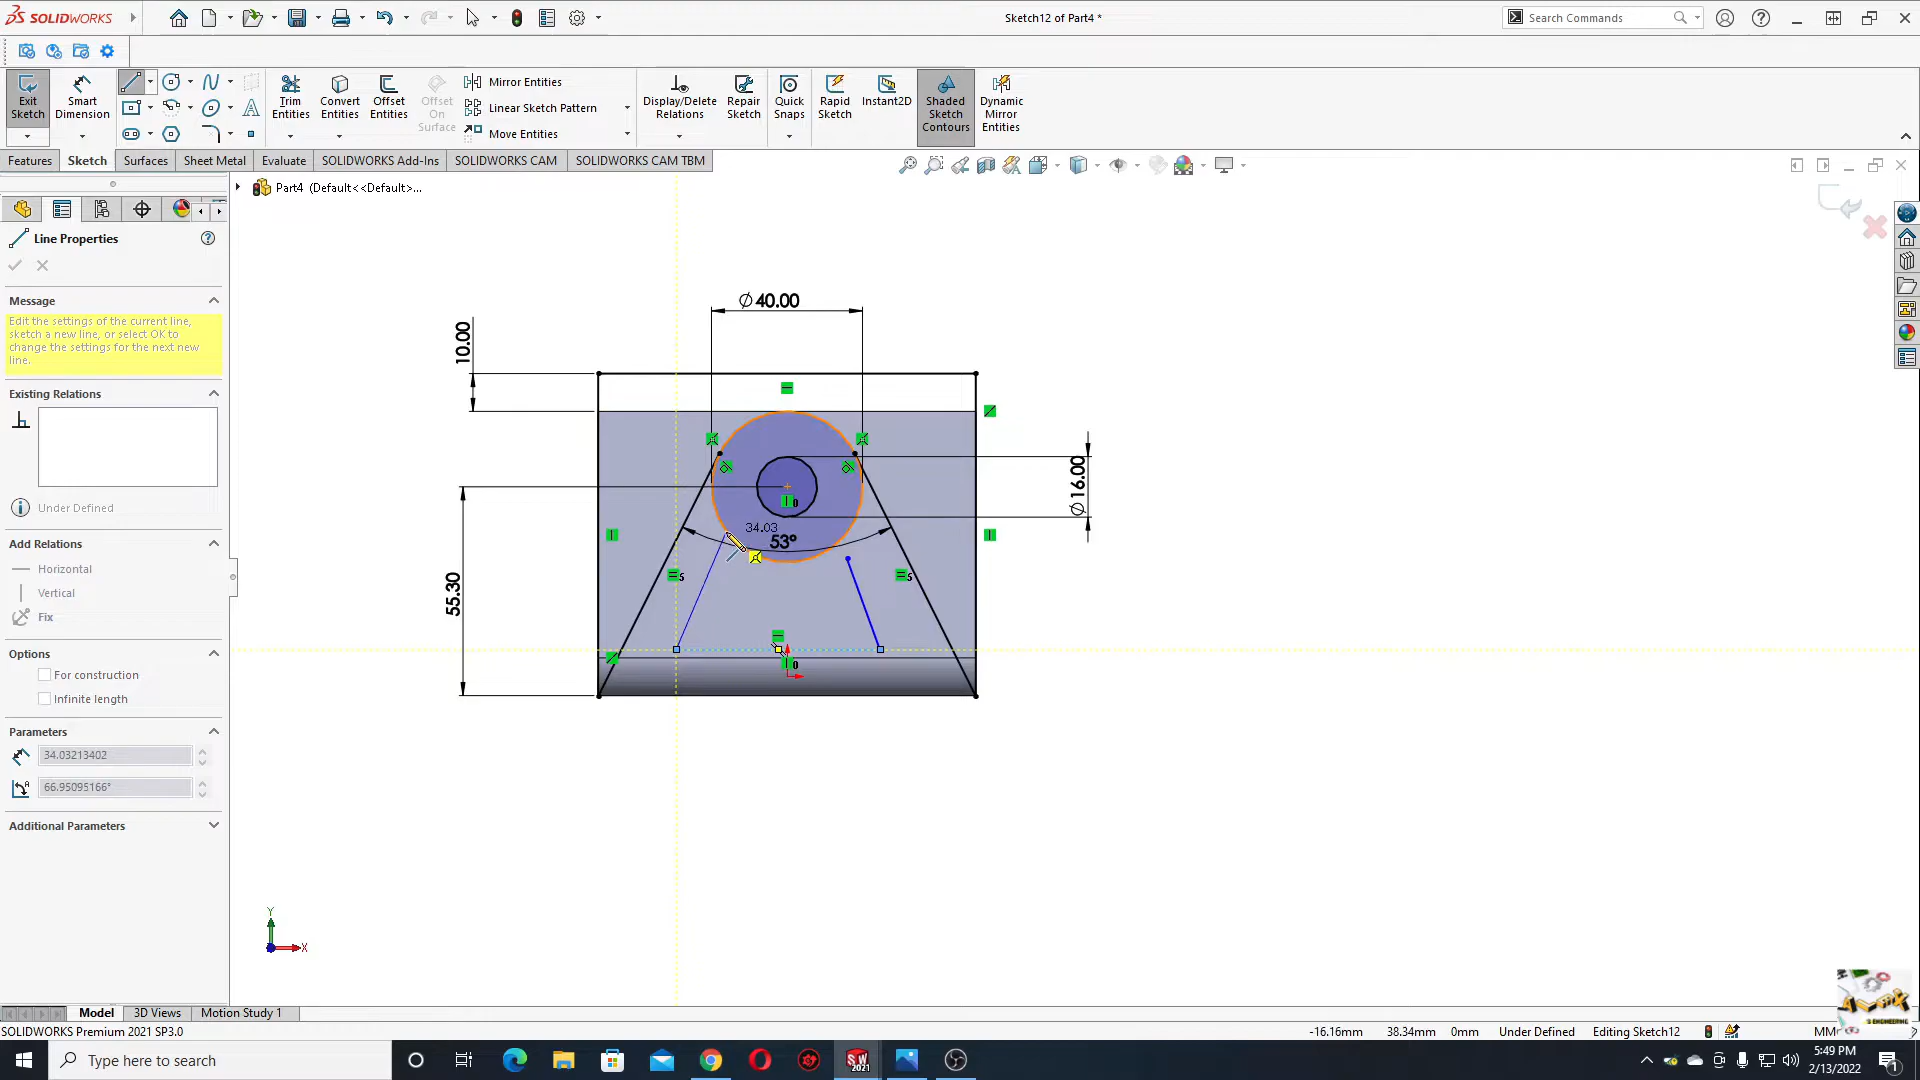 SOLIDWORKS
Sketch12 of Part4 *
Search Commands
Exit Sketch
Smart Dimension
Trim Entities
Convert Entities
Offset Entities
Offset On Surface
Mirror Entities
Linear Sketch Pattern
Move Entities
Display/Delete Relations
Repair Sketch
Quick Snaps
Rapid Sketch
Instant2D
Shaded Sketch Contours
Dynamic Mirror Entities
Features
Sketch
Surfaces
Sheet Metal
Evaluate
SOLIDWORKS Add-Ins
SOLIDWORKS CAM
SOLIDWORKS CAM TBM
Part4 (Default<<Default>...
Line Properties
Message
Edit the settings of the current line,
sketch a new line, or select OK to
change the settings for the next new
line.
Existing Relations
Under Defined
Add Relations
Horizontal
Vertical
Fix
Options
For construction
Infinite length
Parameters
34.03213402
66.95095166°
Additional Parameters
∅40.00
10.00
∅16.00
34.03
53°
55.30
Y
X
Model
3D Views
Motion Study 1
SOLIDWORKS Premium 2021 SP3.0
-16.16mm
38.34mm
0mm
Under Defined
Editing Sketch12
Type here to search
5:49 PM
2/13/2022